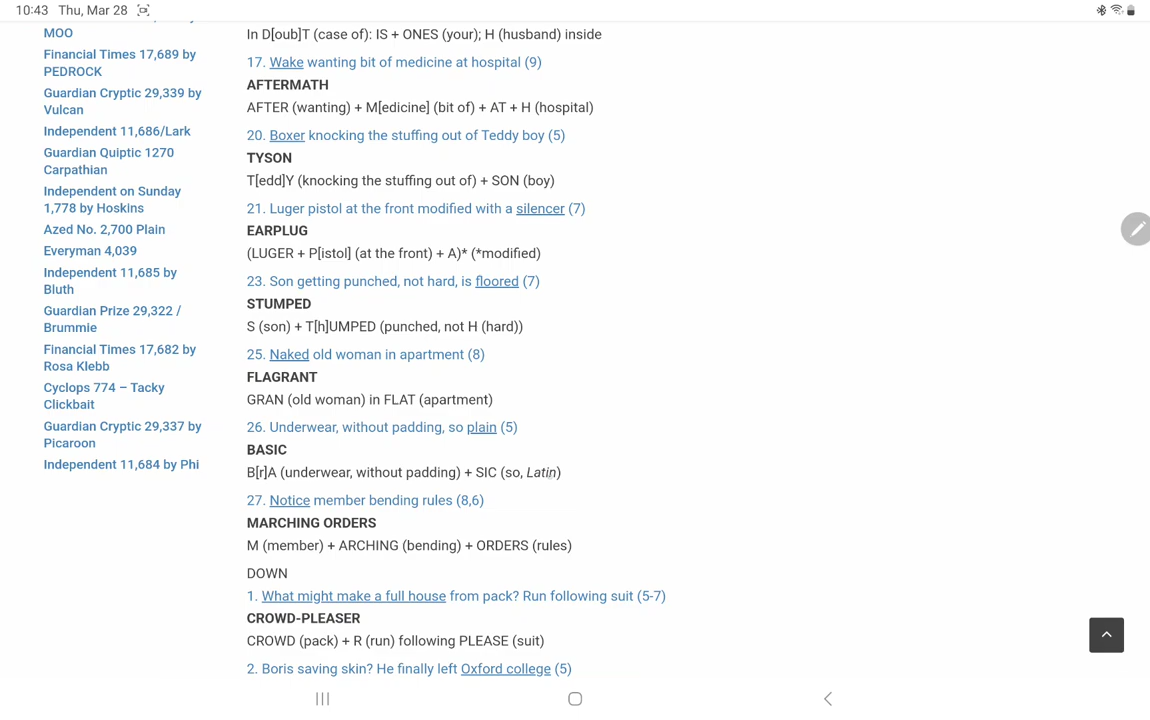 10:43 Thu, Mar 28
MOO
Financial Times 17,689 by
PEDROCK
Guardian Cryptic 29,339 by
Vulcan
Independent 11,686/Lark
Guardian Quiptic 1270
Carpathian
Independent on Sunday
1,778 by Hoskins
Azed No. 2,700 Plain
Everyman 4,039
Independent 11,685 by
Bluth
Guardian Prize 29,322 /
Brummie
Financial Times 17,682 by
Rosa Klebb
Cyclops 774 – Tacky
Clickbait
Guardian Cryptic 29,337 by
Picaroon
Independent 11,684 by Phi
In D[oub]T (case of): IS + ONES (your); H (husband) inside
17. Wake wanting bit of medicine at hospital (9)
AFTERMATH
AFTER (wanting) + M[edicine] (bit of) + AT + H (hospital)
20. Boxer knocking the stuffing out of Teddy boy (5)
TYSON
T[edd]Y (knocking the stuffing out of) + SON (boy)
21. Luger pistol at the front modified with a silencer (7)
EARPLUG
(LUGER + P[istol] (at the front) + A)* (*modified)
23. Son getting punched, not hard, is floored (7)
STUMPED
S (son) + T[h]UMPED (punched, not H (hard))
25. Naked old woman in apartment (8)
FLAGRANT
GRAN (old woman) in FLAT (apartment)
26. Underwear, without padding, so plain (5)
BASIC
B[r]A (underwear, without padding) + SIC (so, Latin)
27. Notice member bending rules (8,6)
MARCHING ORDERS
M (member) + ARCHING (bending) + ORDERS (rules)
DOWN
1. What might make a full house from pack? Run following suit (5-7)
CROWD-PLEASER
CROWD (pack) + R (run) following PLEASE (suit)
2. Boris saving skin? He finally left Oxford college (5)